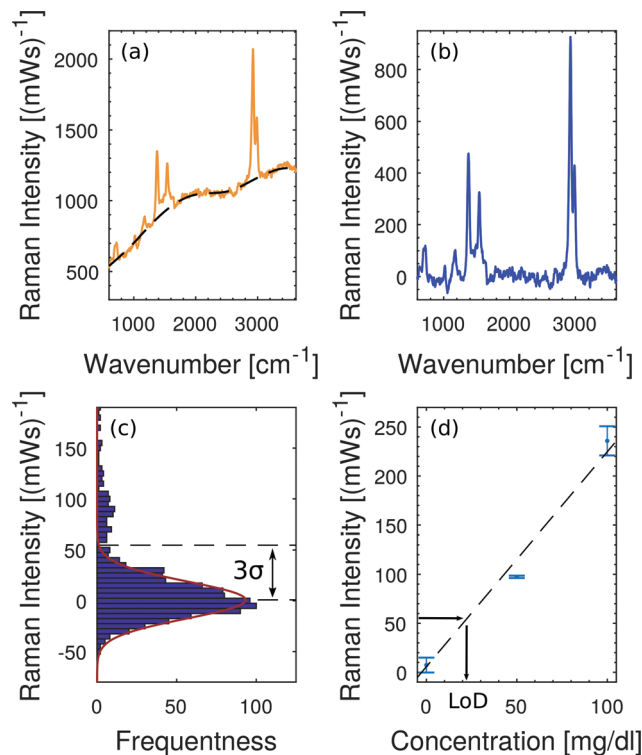 (a)
Raman Intensity [(mWs)⁻¹]
2000
1500
1000
500
1000 2000 3000
Wavenumber [cm⁻¹]
(b)
Raman Intensity [(mWs)⁻¹]
800
600
400
200
0
1000 2000 3000
Wavenumber [cm⁻¹]
(c)
Raman Intensity [(mWs)⁻¹]
150
100
50
0
-50
3σ
0 50 100
Frequentness
(d)
Raman Intensity [(mWs)⁻¹]
250
200
150
100
50
0
LoD
0 50 100
Concentration [mg/dl]